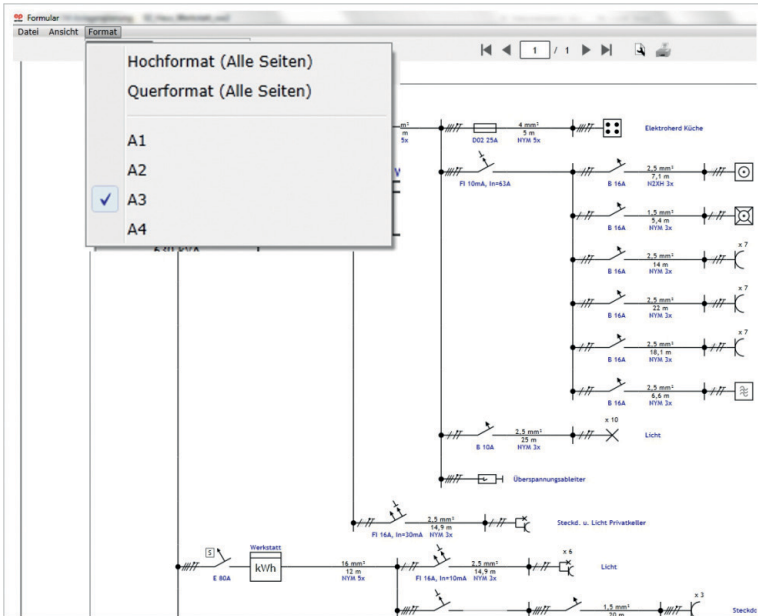 Formular
Datei Ansicht Format
1 / 1
Hochformat (Alle Seiten)
Querformat (Alle Seiten)
A1
A2
A3
A4
m²
m
5x
D02 25A
4 mm²
5 m
NYM 5x
Elektroherd Küche
FI 10mA, In=63A
B 16A
2,5 mm²
7,1 m
N2XH 3x
B 16A
1,5 mm²
5,4 m
NYM 3x
x 7
B 16A
2,5 mm²
14 m
NYM 3x
x 7
B 16A
2,5 mm²
22 m
NYM 3x
x 7
B 16A
2,5 mm²
18,1 m
NYM 3x
B 16A
2,5 mm²
6,6 m
NYM 3x
x 10
B 10A
2,5 mm²
25 m
NYM 3x
Licht
Überspannungsableiter
FI 16A, In=30mA
2,5 mm²
14,9 m
NYM 3x
Steckd. u. Licht Privatkeller
S
E 80A
Werkstatt
kWh
16 mm²
12 m
NYM 5x
FI 16A, In=10mA
2,5 mm²
14,9 m
NYM 3x
x 6
Licht
1,5 mm²
20 m
x 3
Steckdo